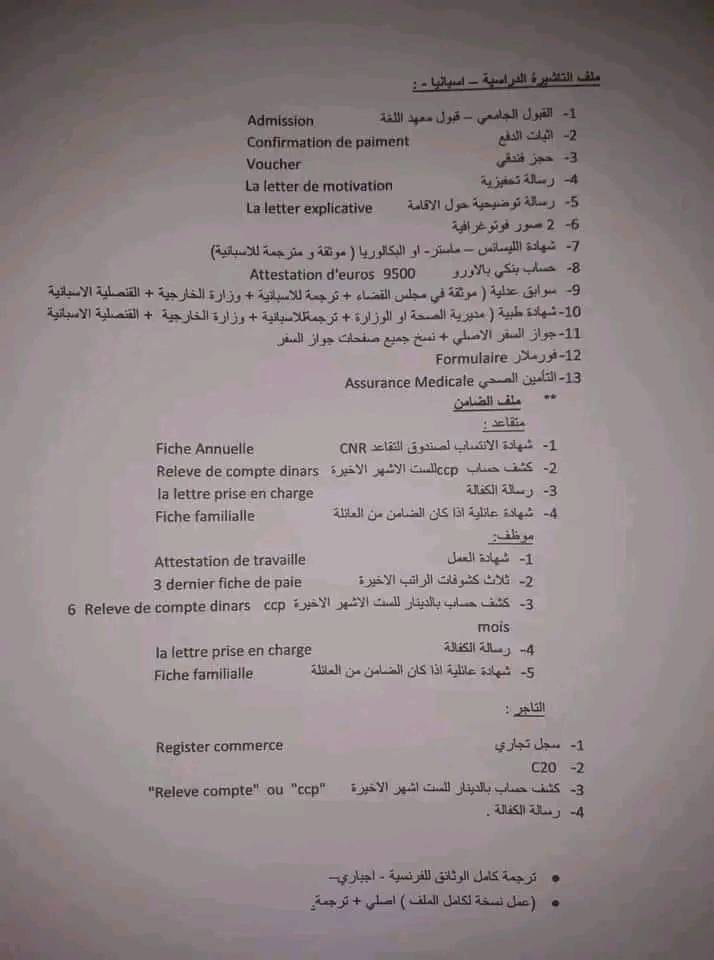 ملف التاشيرة الدراسية – اسبانيا - :
1- القبول الجامعي – قبول معهد اللغة Admission
2- اثبات الدفع Confirmation de paiment
3- حجز فندقي Voucher
4- رسالة تحفيزية La letter de motivation
5- رسالة توضيحية حول الاقامة La letter explicative
6- 2 صور فوتوغرافية
7- شهادة الليسانس – ماستر- او البكالوريا ( موثقة و مترجمة للاسبانية)
8- حساب بنكي بالاورو Attestation d'euros 9500
9- سوابق عدلية ( موثقة في مجلس القضاء + ترجمة للاسبانية + وزارة الخارجية + القنصلية الاسبانية
10- شهادة طبية ( مديرية الصحة او الوزارة + ترجمةللاسبانية + وزارة الخارجية + القنصلية الاسبانية
11- جواز السفر الاصلي + نسخ جميع صفحات جواز السفر
12- فورملار Formulaire
13- التأمين الصحي Assurance Medicale
** ملف الضامن
متقاعد :
1- شهادة الانتساب لصندوق التقاعد CNR Fiche Annuelle
2- كشف حساب ccpللست الاشهر الاخيرة Releve de compte dinars
3- رسالة الكفالة la lettre prise en charge
4- شهادة عائلية اذا كان الضامن من العائلة Fiche familialle
موظف:
1- شهادة العمل Attestation de travaille
2- ثلاث كشوفات الراتب الاخيرة 3 dernier fiche de paie
3- كشف حساب بالدينار للست الاشهر الاخيرة 6 Releve de compte dinars ccp
mois
4- رسالة الكفالة la lettre prise en charge
5- شهادة عائلية اذا كان الضامن من العائلة Fiche familialle
التاجر :
1- سجل تجاري Register commerce
2- C20
3- كشف حساب بالدينار للست اشهر الاخيرة "Releve compte" ou "ccp"
4- رسالة الكفالة .
• ترجمة كامل الوثائق للفرنسية - اجباري–
• (عمل نسخة لكامل الملف ) اصلي + ترجمة.